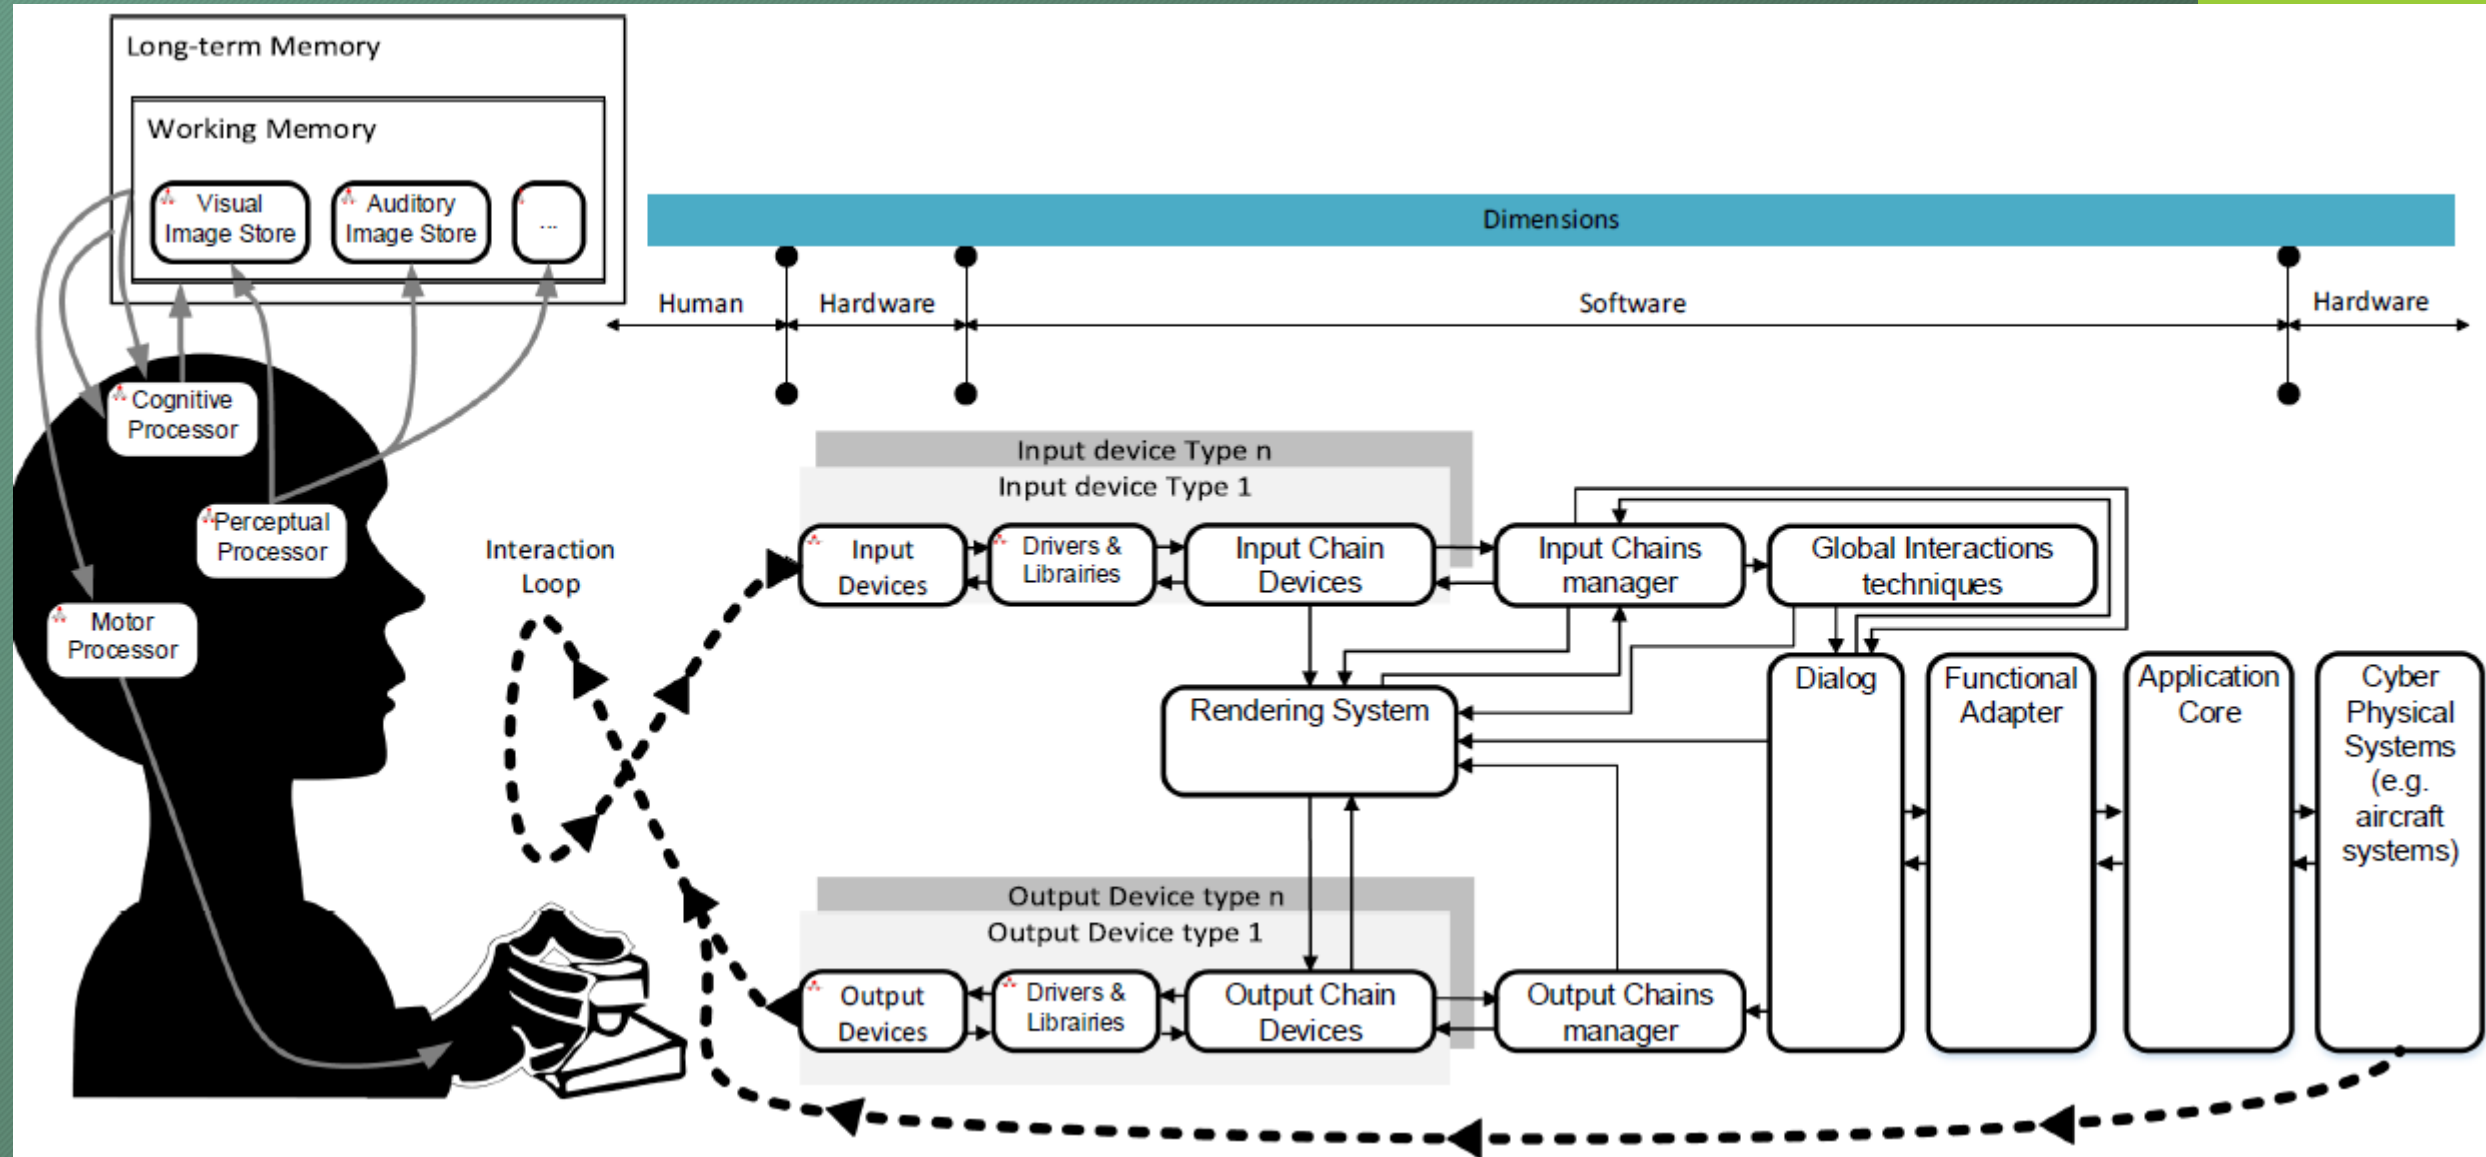 Long-term Memory
Working Memory
Visual
Image Store
Auditory
Image Store
...
Dimensions
Human
Hardware
Software
Hardware
Cognitive
Processor
Perceptual
Processor
Motor
Processor
Interaction
Loop
Input device Type n
Input device Type 1
Input
Devices
Drivers &
Librairies
Input Chain
Devices
Input Chains
manager
Global Interactions
techniques
Rendering System
Dialog
Functional
Adapter
Application
Core
Cyber
Physical
Systems
(e.g.
aircraft
systems)
Output Device type n
Output Device type 1
Output
Devices
Drivers &
Librairies
Output Chain
Devices
Output Chains
manager